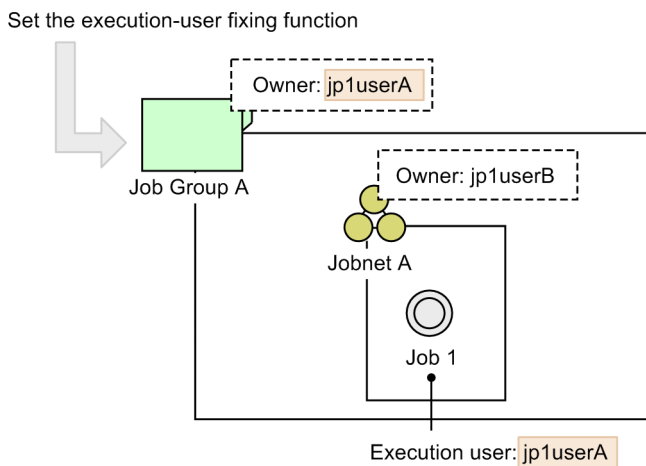 Set the execution-user fixing function
Owner: jp1userA
Job Group A
Owner: jp1userB
Jobnet A
Job 1
Execution user: jp1userA